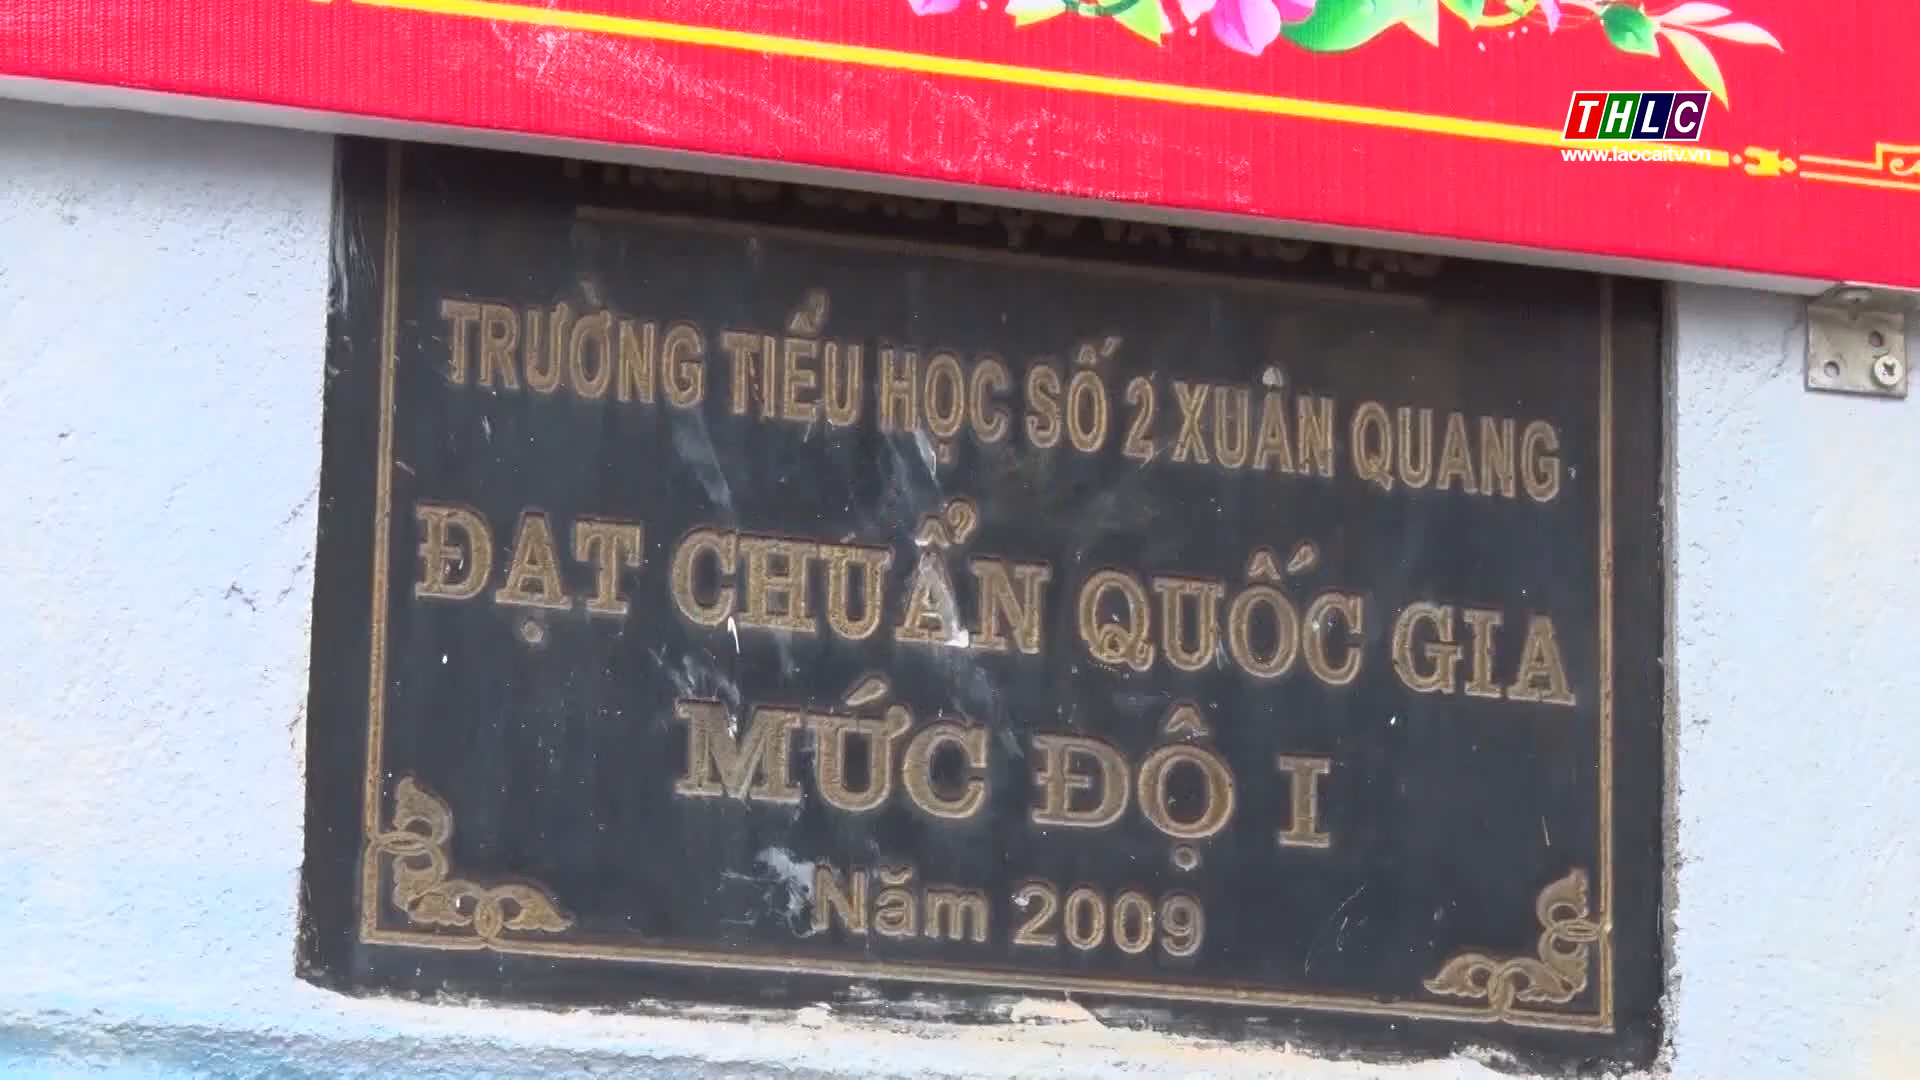 THLC
www.laocaitv.vn
TRƯỜNG TIỂU HỌC SỐ 2 XUÂN QUANG
ĐẠT CHUẨN QUỐC GIA
MỨC ĐỘ I
Năm 2009